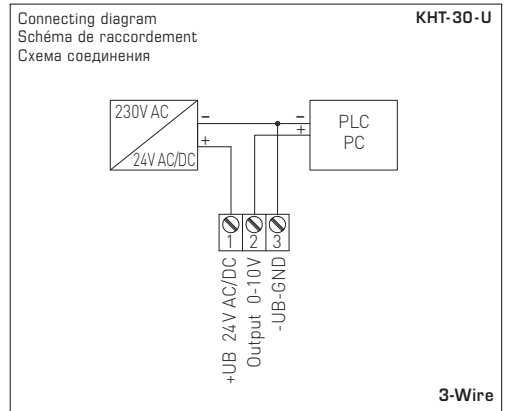 Connecting diagram
KHT-30-U
Schéma de raccordement
Схема соединения
230V AC
24V AC/DC
–
+
–
+
PLC
PC
1 2 3
+UB 24V AC/DC
Output 0-10V
-UB-GND
3-Wire